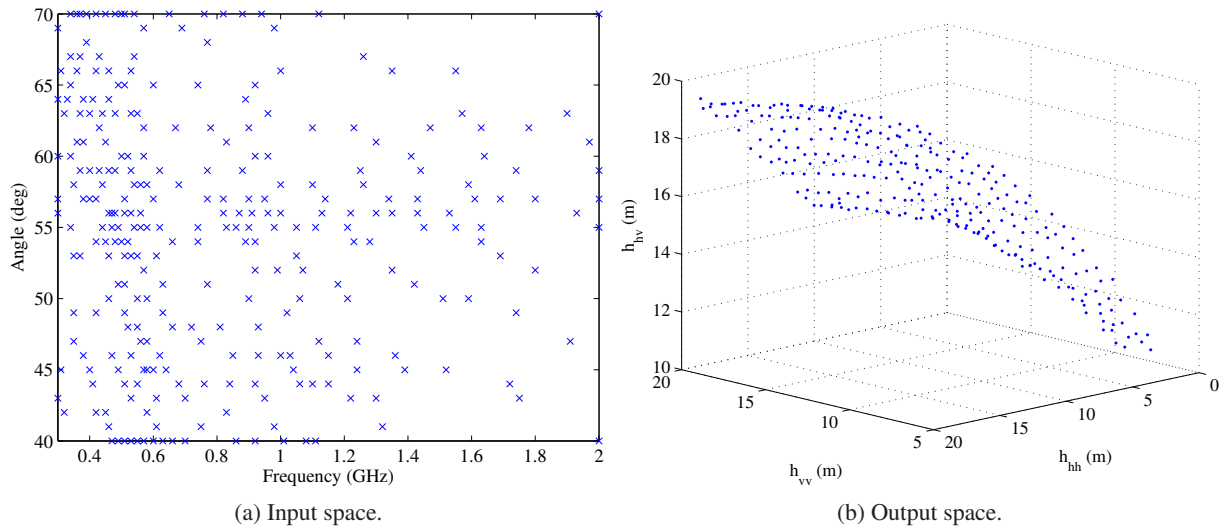 70
65
60
55
50
45
40
Angle (deg)
0.4 0.6 0.8 1 1.2 1.4 1.6 1.8 2
Frequency (GHz)
(a) Input space.
20
18
16
14
12
10
h_hv (m)
20 15 10 5
h_vv (m)
20 15 10 5 0
h_hh (m)
(b) Output space.